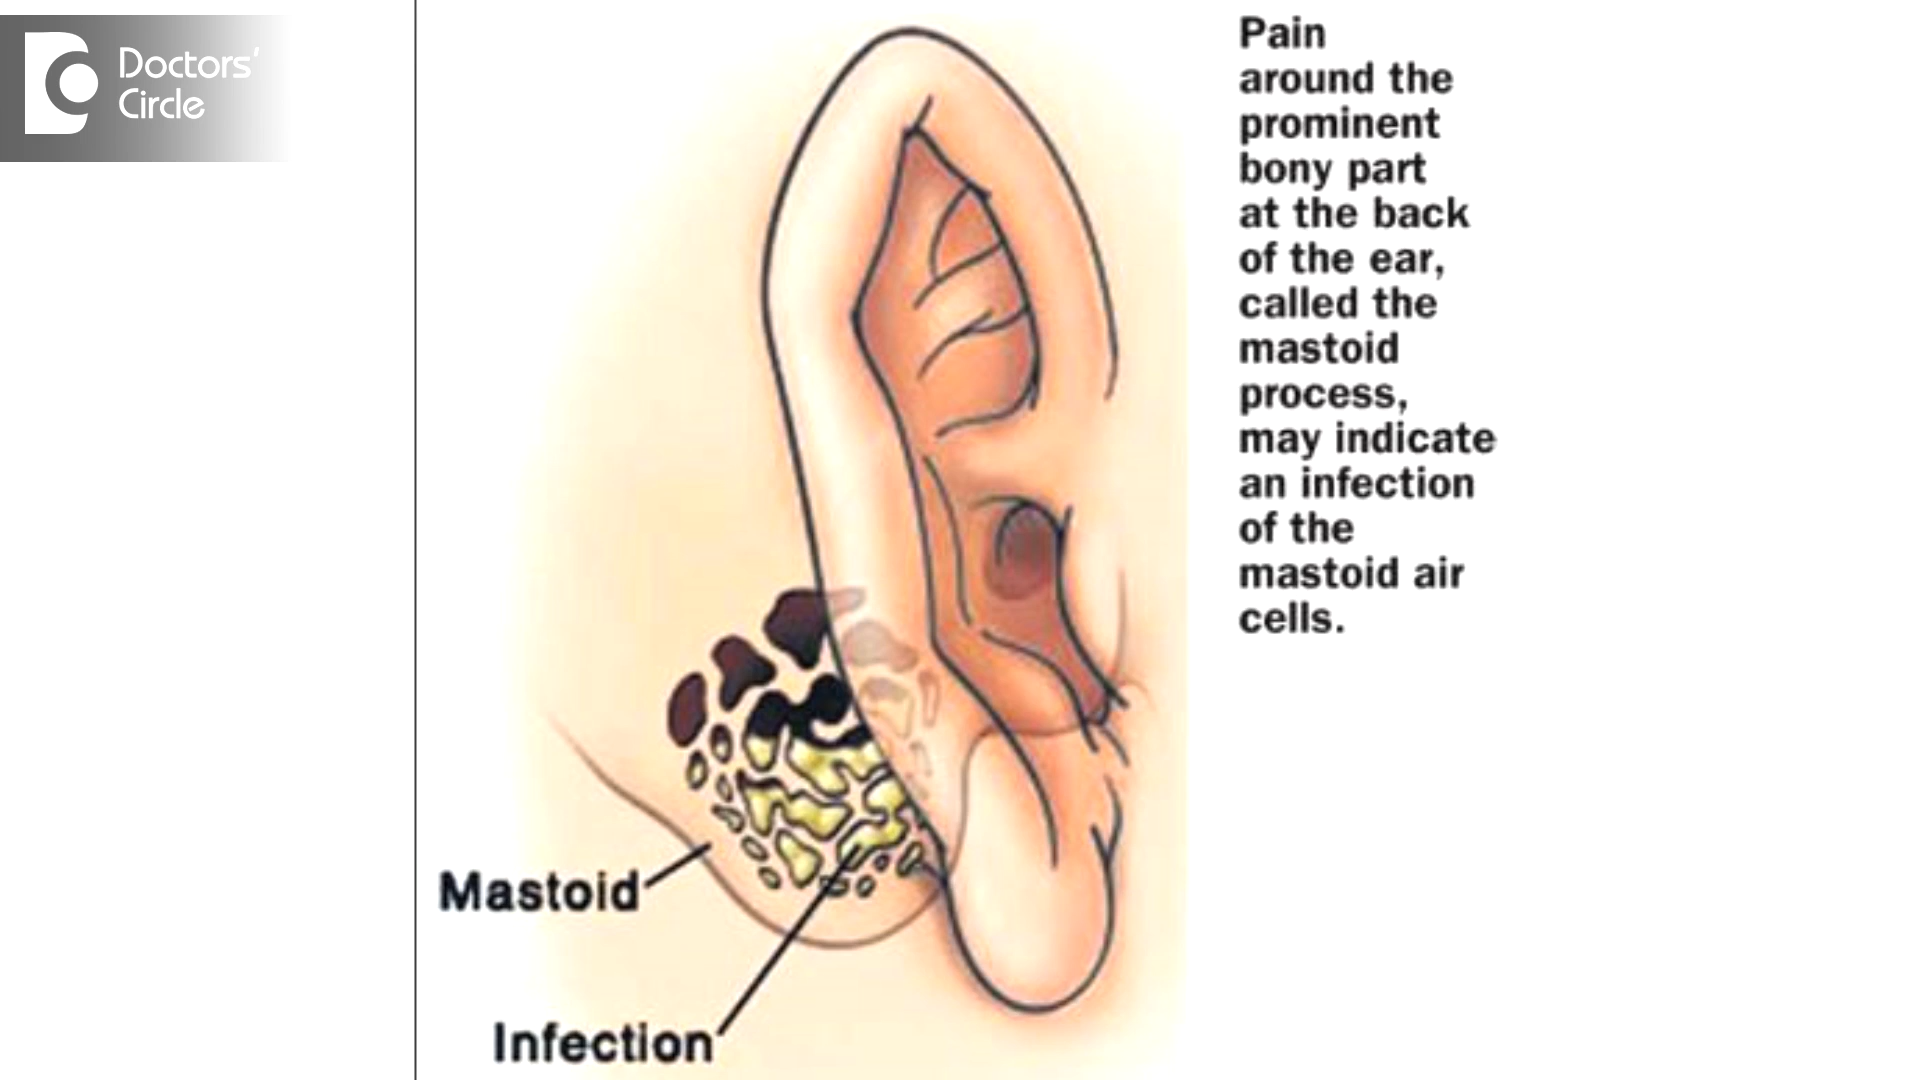 Doctors'
Circle
Pain
around the
prominent
bony part
at the back
of the ear,
called the
mastoid
process,
may indicate
an infection
of the
mastoid air
cells.
Mastoid
Infection